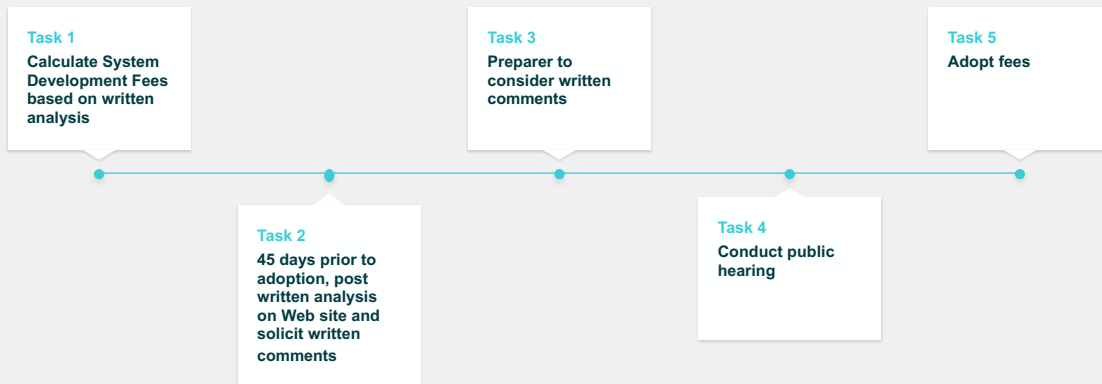 Task 1
Calculate System
Development Fees
based on written
analysis
Task 2
45 days prior to
adoption, post
written analysis
on Web site and
solicit written
comments
Task 3
Preparer to
consider written
comments
Task 4
Conduct public
hearing
Task 5
Adopt fees